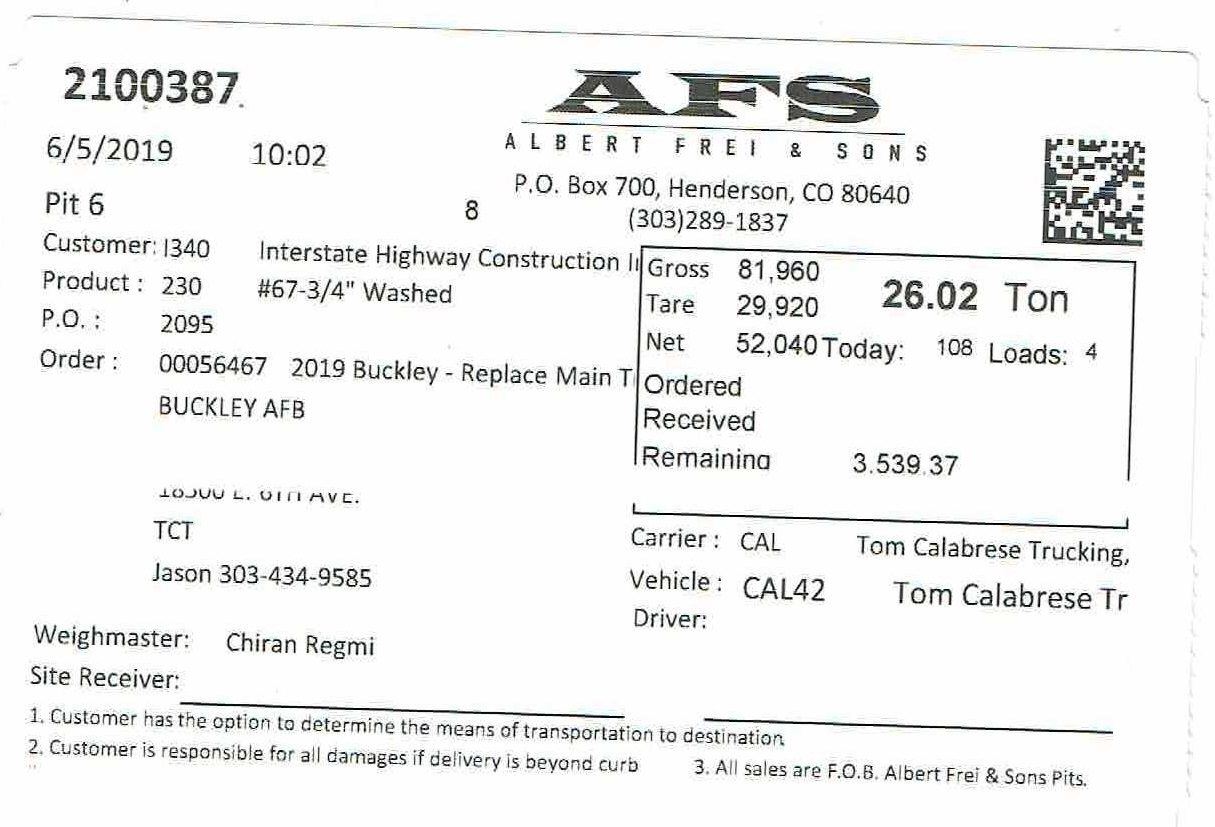 2100387.
AFS
ALBERT FREI & SONS
6/5/2019 10:02
P.O. Box 700, Henderson, CO 80640
(303)289-1837
Pit 6 8
Customer: I340 Interstate Highway Construction I
Product : 230 #67-3/4" Washed
P.O. : 2095
Order : 00056467 2019 Buckley - Replace Main T
BUCKLEY AFB
Gross 81,960 26.02 Ton
Tare 29,920
Net 52,040 Today: 108 Loads: 4
Ordered
Received
Remaining 3.539.37
AVE.
TCT
Jason 303-434-9585
Carrier : CAL Tom Calabrese Trucking,
Vehicle : CAL42 Tom Calabrese Tr
Driver:
Weighmaster: Chiran Regmi
Site Receiver:
1. Customer has the option to determine the means of transportation to destination
2. Customer is responsible for all damages if delivery is beyond curb
3. All sales are F.O.B. Albert Frei & Sons Pits.